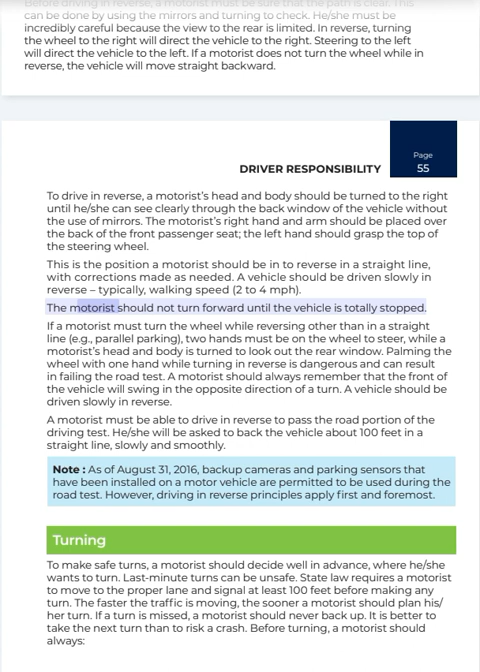 Before driving in reverse, a motorist must be sure that the path is clear. This
can be done by using the mirrors and turning to check. He/she must be
incredibly careful because the view to the rear is limited. In reverse, turning
the wheel to the right will direct the vehicle to the right. Steering to the left
will direct the vehicle to the left. If a motorist does not turn the wheel while in
reverse, the vehicle will move straight backward.
Page
DRIVER RESPONSIBILITY 55
To drive in reverse, a motorist's head and body should be turned to the right
until he/she can see clearly through the back window of the vehicle without
the use of mirrors. The motorist's right hand and arm should be placed over
the back of the front passenger seat; the left hand should grasp the top of
the steering wheel.
This is the position a motorist should be in to reverse in a straight line,
with corrections made as needed. A vehicle should be driven slowly in
reverse – typically, walking speed (2 to 4 mph).
The motorist should not turn forward until the vehicle is totally stopped.
If a motorist must turn the wheel while reversing other than in a straight
line (e.g., parallel parking), two hands must be on the wheel to steer, while a
motorist's head and body is turned to look out the rear window. Palming the
wheel with one hand while turning in reverse is dangerous and can result
in failing the road test. A motorist should always remember that the front of
the vehicle will swing in the opposite direction of a turn. A vehicle should be
driven slowly in reverse.
A motorist must be able to drive in reverse to pass the road portion of the
driving test. He/she will be asked to back the vehicle about 100 feet in a
straight line, slowly and smoothly.
Note : As of August 31, 2016, backup cameras and parking sensors that
have been installed on a motor vehicle are permitted to be used during the
road test. However, driving in reverse principles apply first and foremost.
Turning
To make safe turns, a motorist should decide well in advance, where he/she
wants to turn. Last-minute turns can be unsafe. State law requires a motorist
to move to the proper lane and signal at least 100 feet before making any
turn. The faster the traffic is moving, the sooner a motorist should plan his/
her turn. If a turn is missed, a motorist should never back up. It is better to
take the next turn than to risk a crash. Before turning, a motorist should
always: